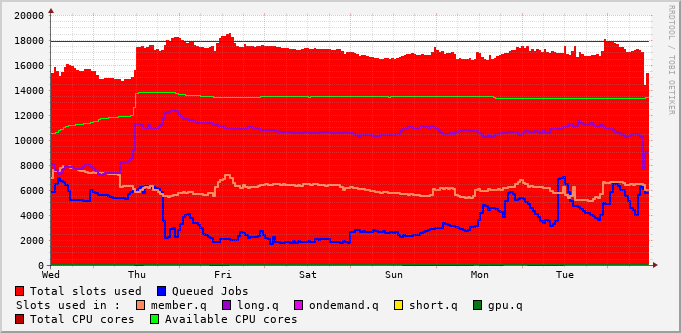 20000
18000
16000
14000
12000
10000
8000
6000
4000
2000
0
Wed Thu Fri Sat Sun Mon Tue
RRDTOOL / TOBI OETIKER
Total slots used Queued Jobs
Slots used in : member.q long.q ondemand.q short.q gpu.q
Total CPU cores Available CPU cores